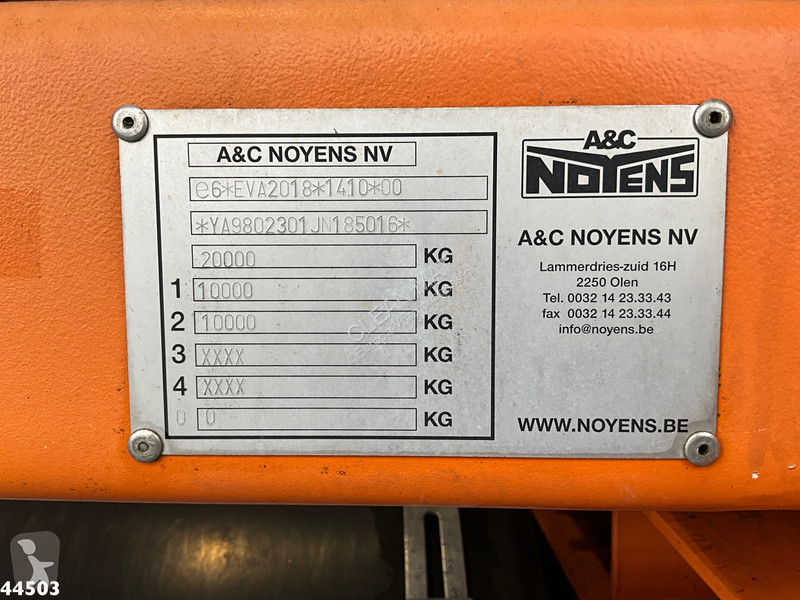 A&C NOYENS NV
e6*EVA2018*1410*00
*YA9802301JN185016*
20000 KG
1 10000 KG
2 10000 KG
3 XXXX KG
4 XXXX KG
0 0 KG
A&C
NOYENS
A&C NOYENS NV
Lammerdries-zuid 16H
2250 Olen
Tel. 0032 14 23.33.43
fax 0032 14 23.33.44
info@noyens.be
WWW.NOYENS.BE
44503